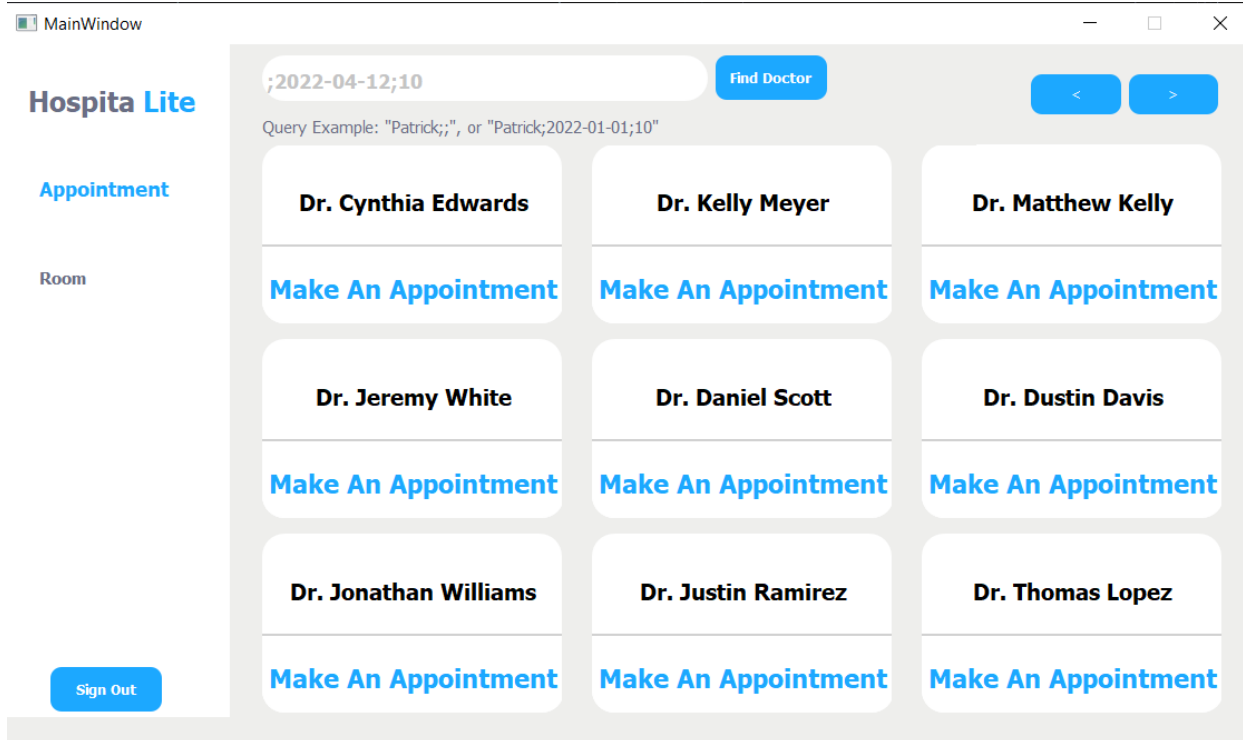 MainWindow
Hospita Lite
Appointment
Room
Sign Out
;2022-04-12;10
Find Doctor
< >
Query Example: "Patrick;;", or "Patrick;2022-01-01;10"
Dr. Cynthia Edwards Dr. Kelly Meyer Dr. Matthew Kelly
Make An Appointment Make An Appointment Make An Appointment
Dr. Jeremy White Dr. Daniel Scott Dr. Dustin Davis
Make An Appointment Make An Appointment Make An Appointment
Dr. Jonathan Williams Dr. Justin Ramirez Dr. Thomas Lopez
Make An Appointment Make An Appointment Make An Appointment